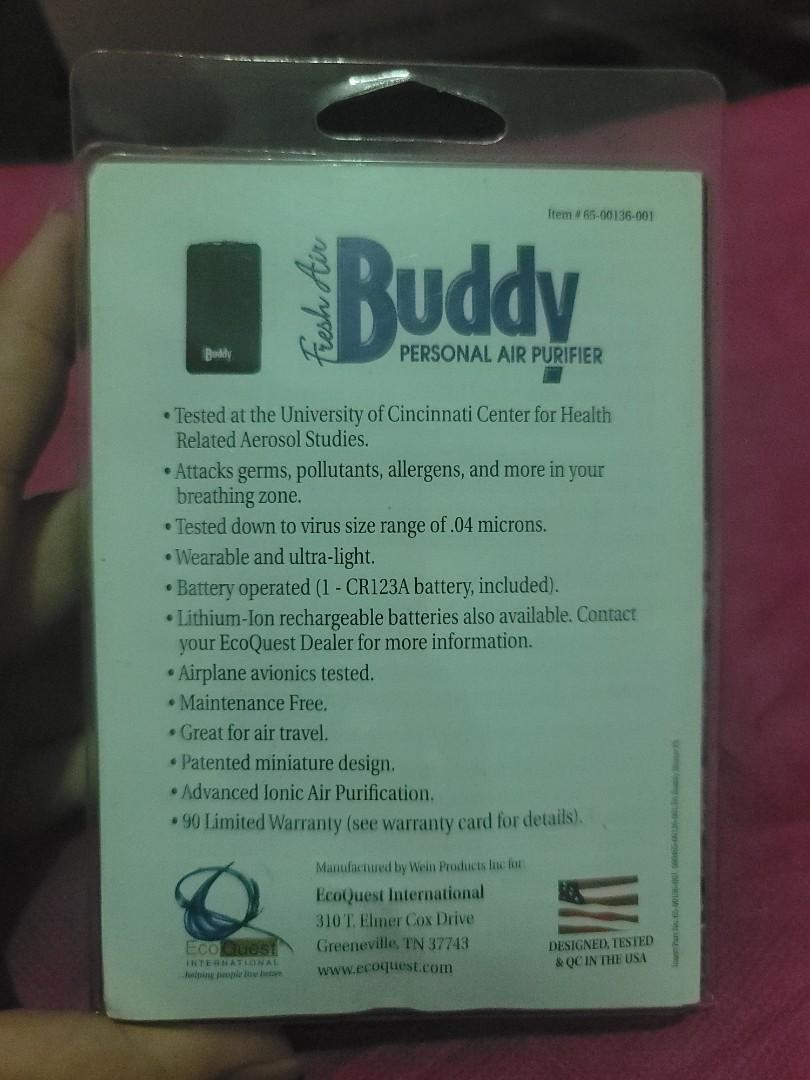 Item # 65-00136-001
Buddy
Fresh Air
Buddy
PERSONAL AIR PURIFIER
• Tested at the University of Cincinnati Center for Health
Related Aerosol Studies.
• Attacks germs, pollutants, allergens, and more in your
breathing zone.
• Tested down to virus size range of .04 microns.
• Wearable and ultra-light.
• Battery operated (1 - CR123A battery, included).
• Lithium-Ion rechargeable batteries also available. Contact
your EcoQuest Dealer for more information.
• Airplane avionics tested.
• Maintenance Free.
• Great for air travel.
• Patented miniature design.
• Advanced Ionic Air Purification.
• 90 Limited Warranty (see warranty card for details).
EcoQuest
INTERNATIONAL
...helping people live better.
Manufactured by Wein Products Inc for:
EcoQuest International
310 T. Elmer Cox Drive
Greeneville, TN 37743
www.ecoquest.com
DESIGNED, TESTED
& QC IN THE USA